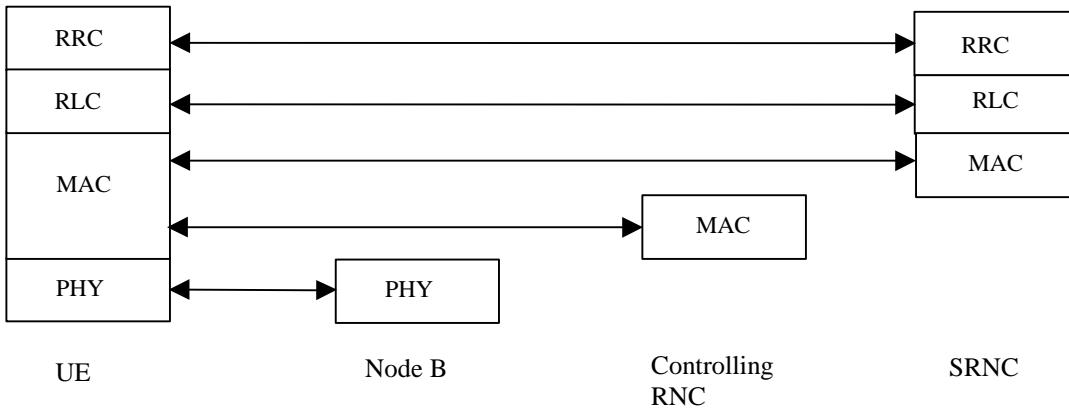 RRC
RRC
RLC
RLC
MAC
MAC
MAC
PHY
PHY
UE
Node B
Controlling
RNC
SRNC